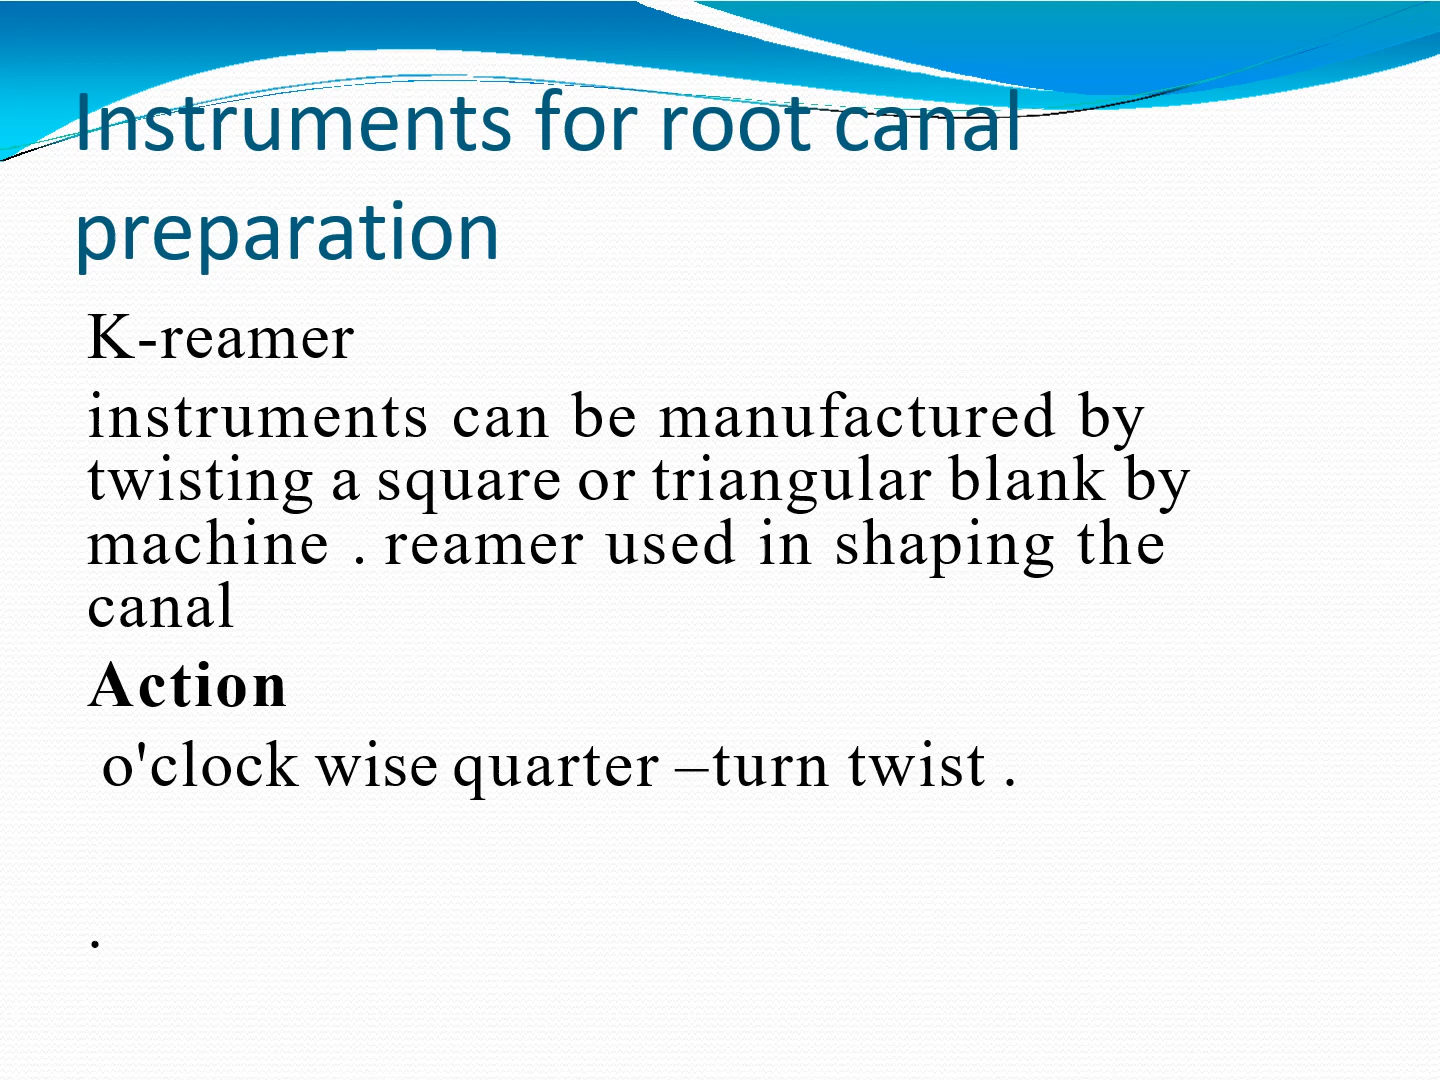 Instruments for root canal
preparation
K-reamer
instruments can be manufactured by
twisting a square or triangular blank by
machine . reamer used in shaping the
canal
Action
o'clock wise quarter –turn twist .
.